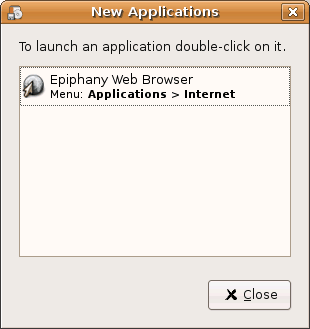 New Applications
To launch an application double-click on it.
Epiphany Web Browser
Menu: Applications > Internet
Close